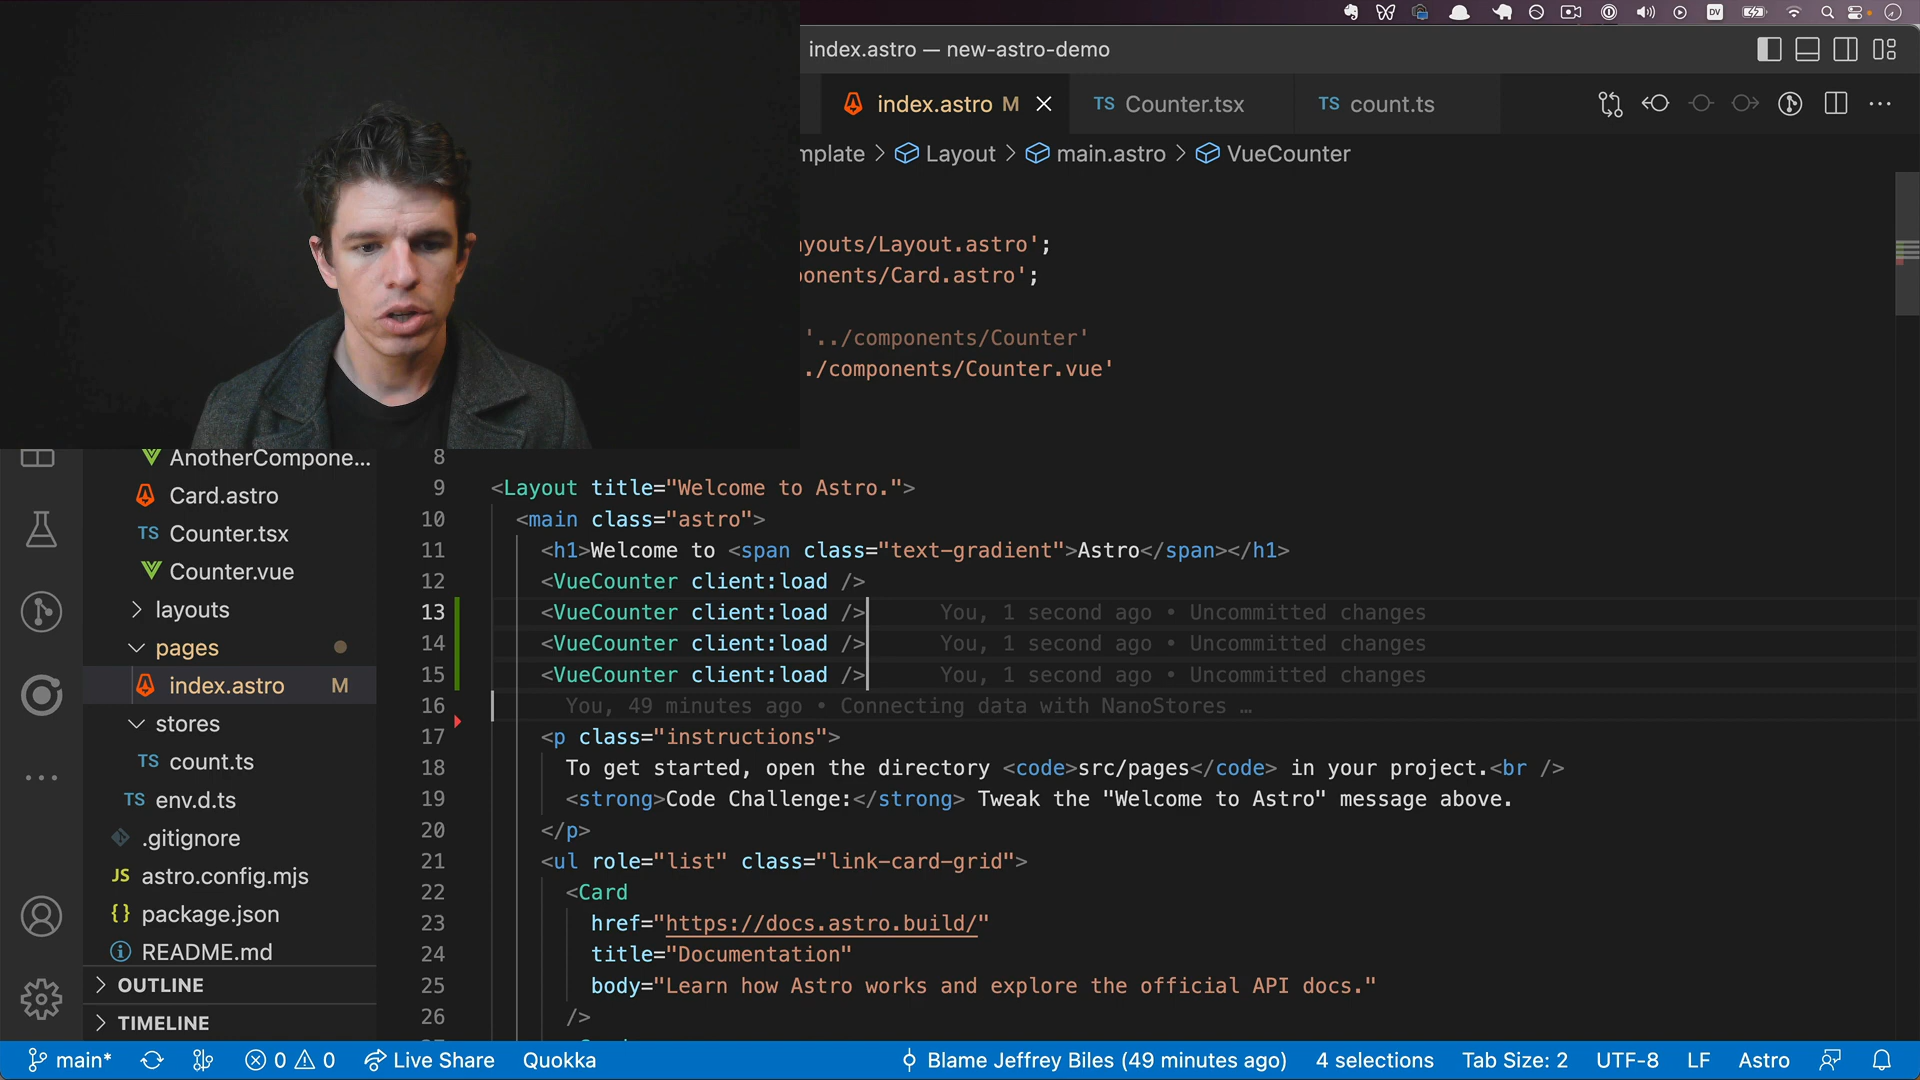 DV
index.astro — new-astro-demo
index.astro M
TS Counter.tsx
TS count.ts
mplate > Layout > main.astro > VueCounter
youts/Layout.astro';
onents/Card.astro';
'../components/Counter'
./components/Counter.vue'
AnotherCompone...
Card.astro
TS Counter.tsx
Counter.vue
layouts
pages
index.astro M
stores
TS count.ts
TS env.d.ts
.gitignore
JS astro.config.mjs
{} package.json
README.md
OUTLINE
TIMELINE
8
9 <Layout title="Welcome to Astro.">
10 <main class="astro">
11 <h1>Welcome to <span class="text-gradient">Astro</span></h1>
12 <VueCounter client:load />
13 <VueCounter client:load /> You, 1 second ago • Uncommitted changes
14 <VueCounter client:load /> You, 1 second ago • Uncommitted changes
15 <VueCounter client:load /> You, 1 second ago • Uncommitted changes
16 You, 49 minutes ago • Connecting data with NanoStores …
17 <p class="instructions">
18 To get started, open the directory <code>src/pages</code> in your project.<br />
19 <strong>Code Challenge:</strong> Tweak the "Welcome to Astro" message above.
20 </p>
21 <ul role="list" class="link-card-grid">
22 <Card
23 href="https://docs.astro.build/"
24 title="Documentation"
25 body="Learn how Astro works and explore the official API docs."
26 />
main* 0 0 Live Share Quokka Blame Jeffrey Biles (49 minutes ago) 4 selections Tab Size: 2 UTF-8 LF Astro